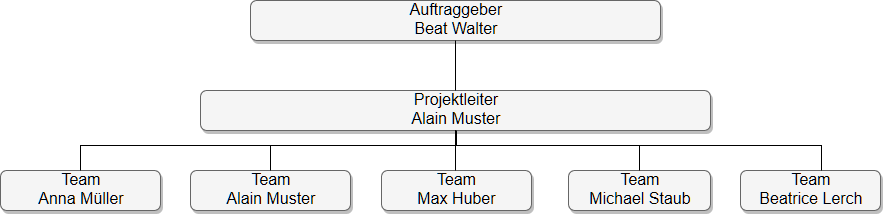 Auftraggeber
Beat Walter
Projektleiter
Alain Muster
Team
Anna Müller
Team
Alain Muster
Team
Max Huber
Team
Michael Staub
Team
Beatrice Lerch